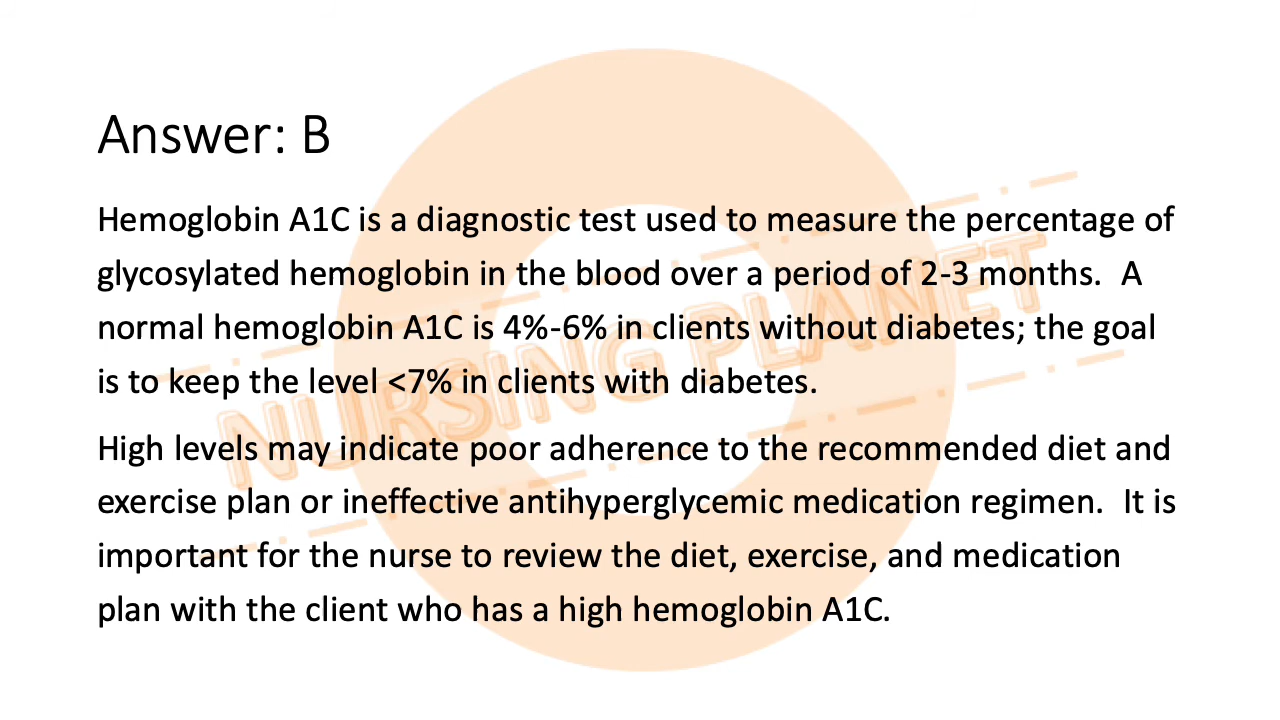 Answer: B
Hemoglobin A1C is a diagnostic test used to measure the percentage of
glycosylated hemoglobin in the blood over a period of 2-3 months.  A
normal hemoglobin A1C is 4%-6% in clients without diabetes; the goal
is to keep the level <7% in clients with diabetes.
High levels may indicate poor adherence to the recommended diet and
exercise plan or ineffective antihyperglycemic medication regimen.  It is
important for the nurse to review the diet, exercise, and medication
plan with the client who has a high hemoglobin A1C.
NURSING PLANET